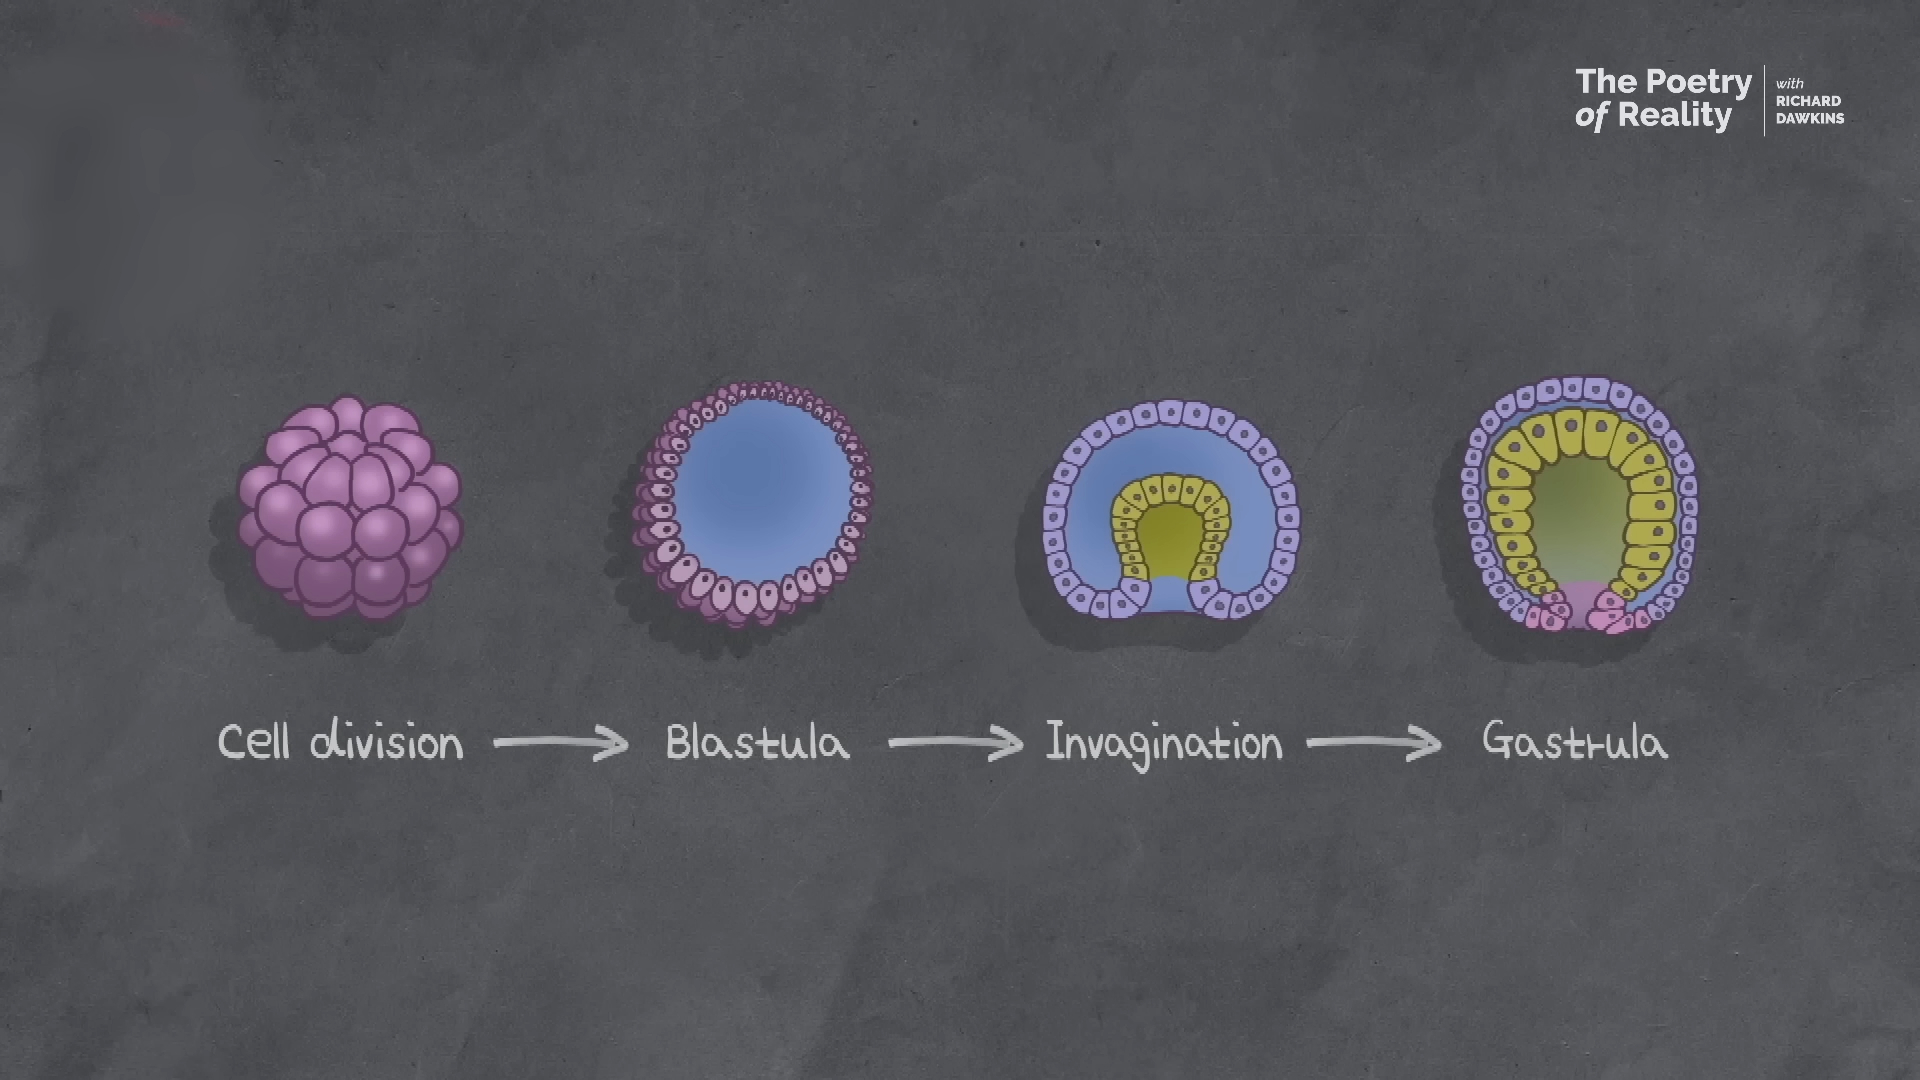 The Poetry
of Reality
with
RICHARD
DAWKINS
Cell division
Blastula
Invagination
Gastrula